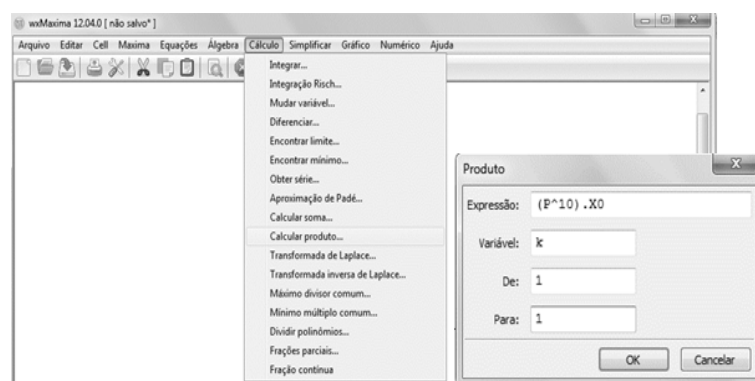 wxMaxima 12.04.0 [ não salvo* ]
Arquivo Editar Cell Maxima Equações Álgebra Cálculo Simplificar Gráfico Numérico Ajuda
Integrar...
Integração Risch...
Mudar variável...
Diferenciar...
Encontrar limite...
Encontrar mínimo...
Obter série...
Aproximação de Padé...
Calcular soma...
Calcular produto...
Transformada de Laplace...
Transformada inversa de Laplace...
Máximo divisor comum...
Mínimo múltiplo comum...
Dividir polinômios...
Frações parciais...
Fração contínua
Produto
Expressão: (P^10).X0
Variável: k
De: 1
Para: 1
OK Cancelar